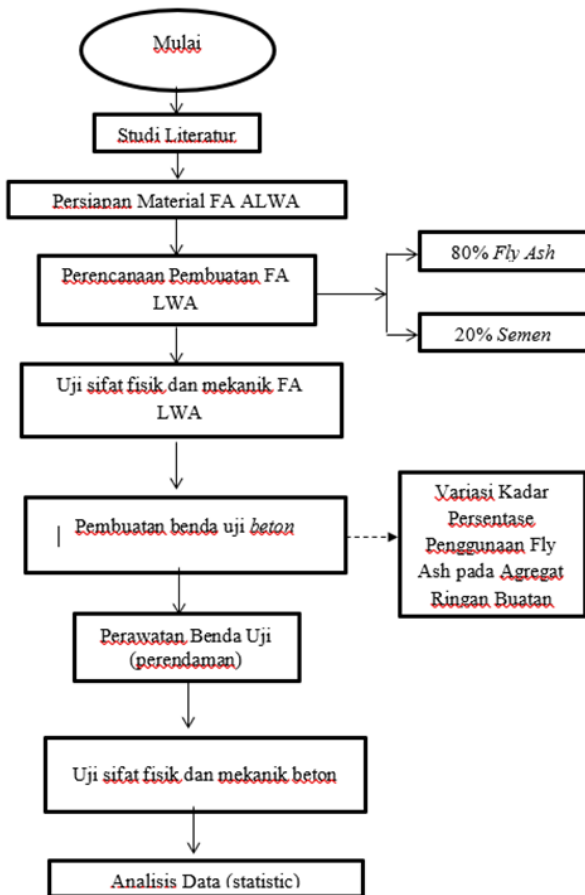 Mulai
Studi Literatur
Persiapan Material FA ALWA
Perencanaan Pembuatan FA
LWA
80% Fly Ash
20% Semen
Uji sifat fisik dan mekanik FA
LWA
Pembuatan benda uji beton
Variasi Kadar
Persentase
Penggunaan Fly
Ash pada Agregat
Ringan Buatan
Perawatan Benda Uji
(perendaman)
Uji sifat fisik dan mekanik beton
Analisis Data (statistic)